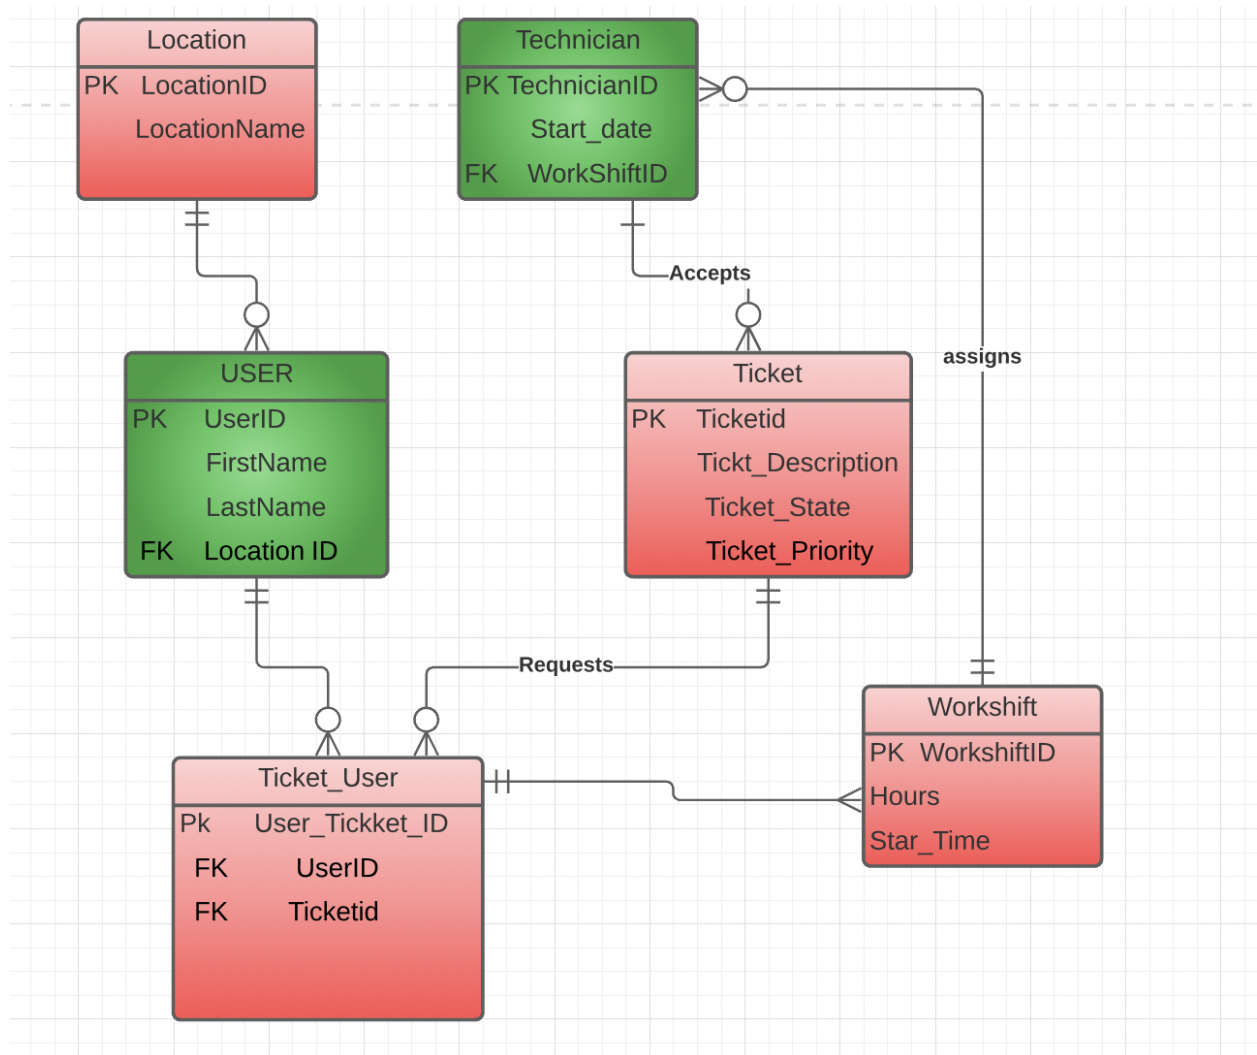 Location
PK LocationID
LocationName
Technician
PK TechnicianID
Start_date
FK WorkShiftID
Accepts
assigns
USER
PK UserID
FirstName
LastName
FK Location ID
Ticket
PK Ticketid
Tickt_Description
Ticket_State
Ticket_Priority
Requests
Workshift
PK WorkshiftID
Hours
Star_Time
Ticket_User
Pk User_Tickket_ID
FK UserID
FK Ticketid